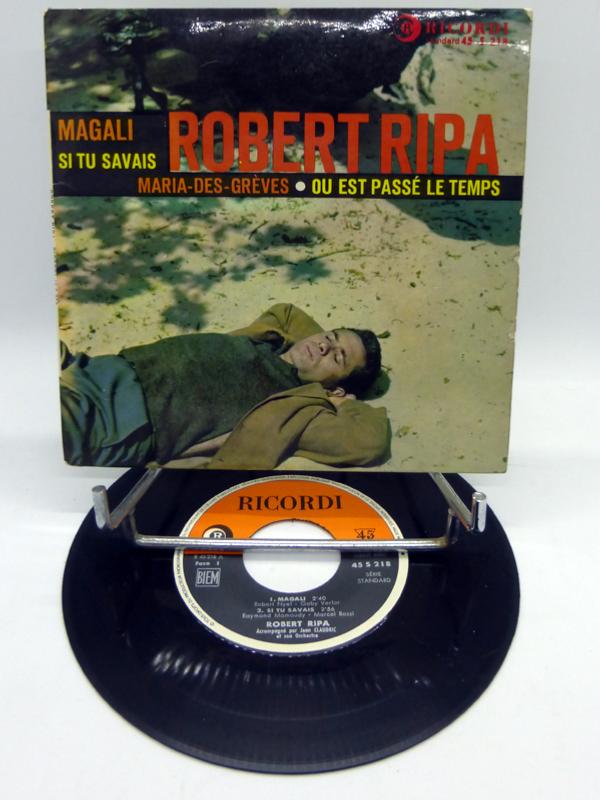 RICORDI
standard 45 S 218
MAGALI
ROBERT RIPA
SI TU SAVAIS
MARIA-DES-GRÈVES • OU EST PASSÉ LE TEMPS
RICORDI
R
45
Face 1
45 S 218
BIEM
SÉRIE
STANDARD
1. MAGALI 2'40
Robert Fryel - Gaby Verlor
2. SI TU SAVAIS 2'56
Raymond Mamoudy - Marcel Rossi
ROBERT RIPA
Accompagné par Jean CLAUDRIC
et son Orchestre